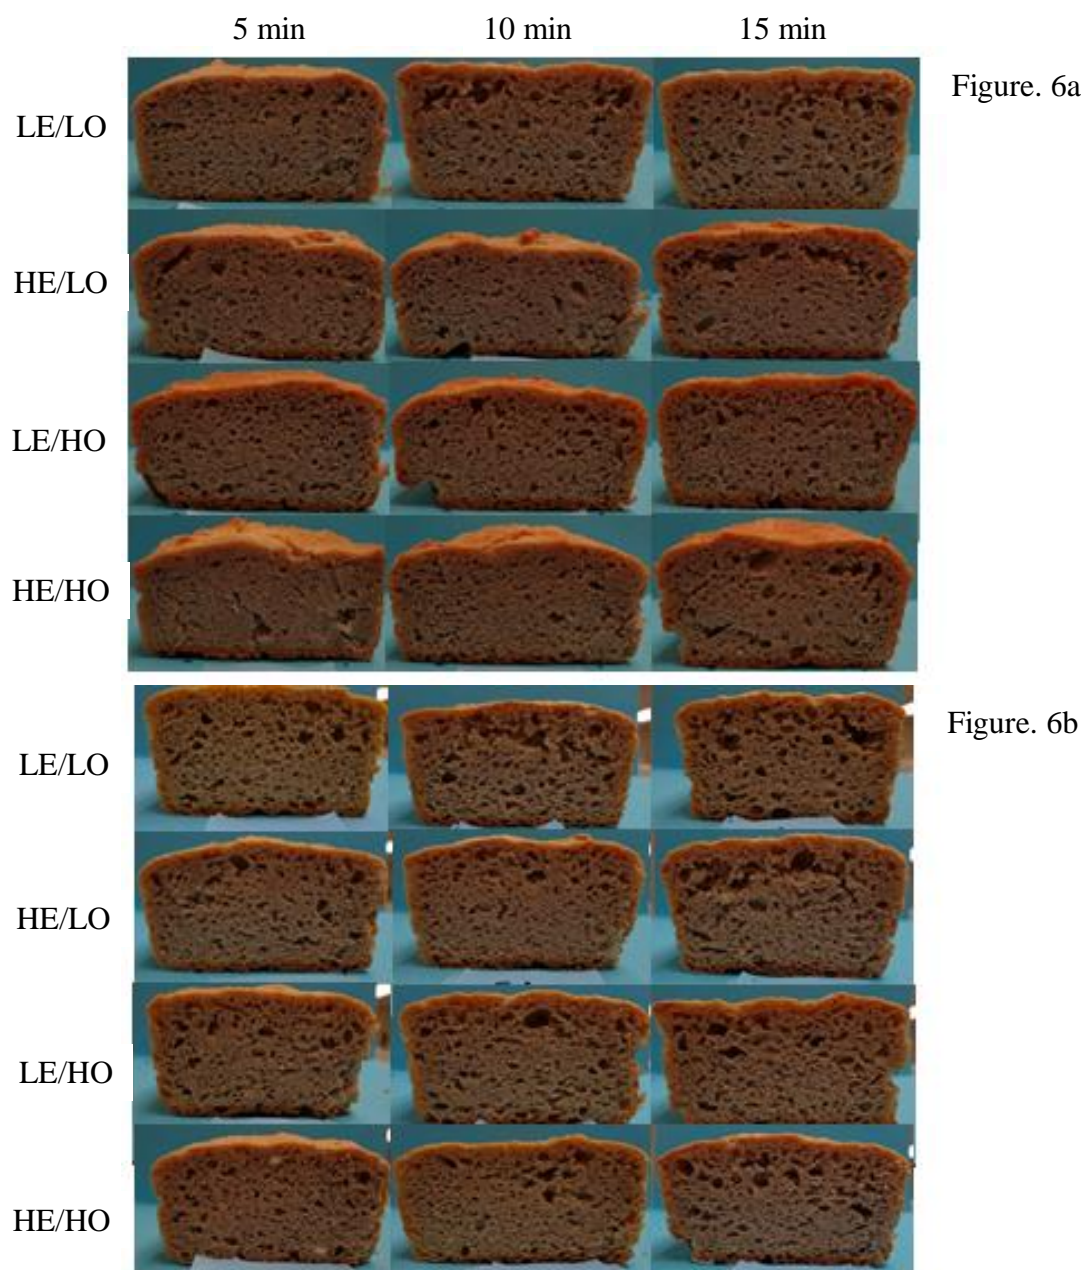 5 min 10 min 15 min
Figure. 6a
LE/LO
HE/LO
LE/HO
HE/HO
Figure. 6b
LE/LO
HE/LO
LE/HO
HE/HO